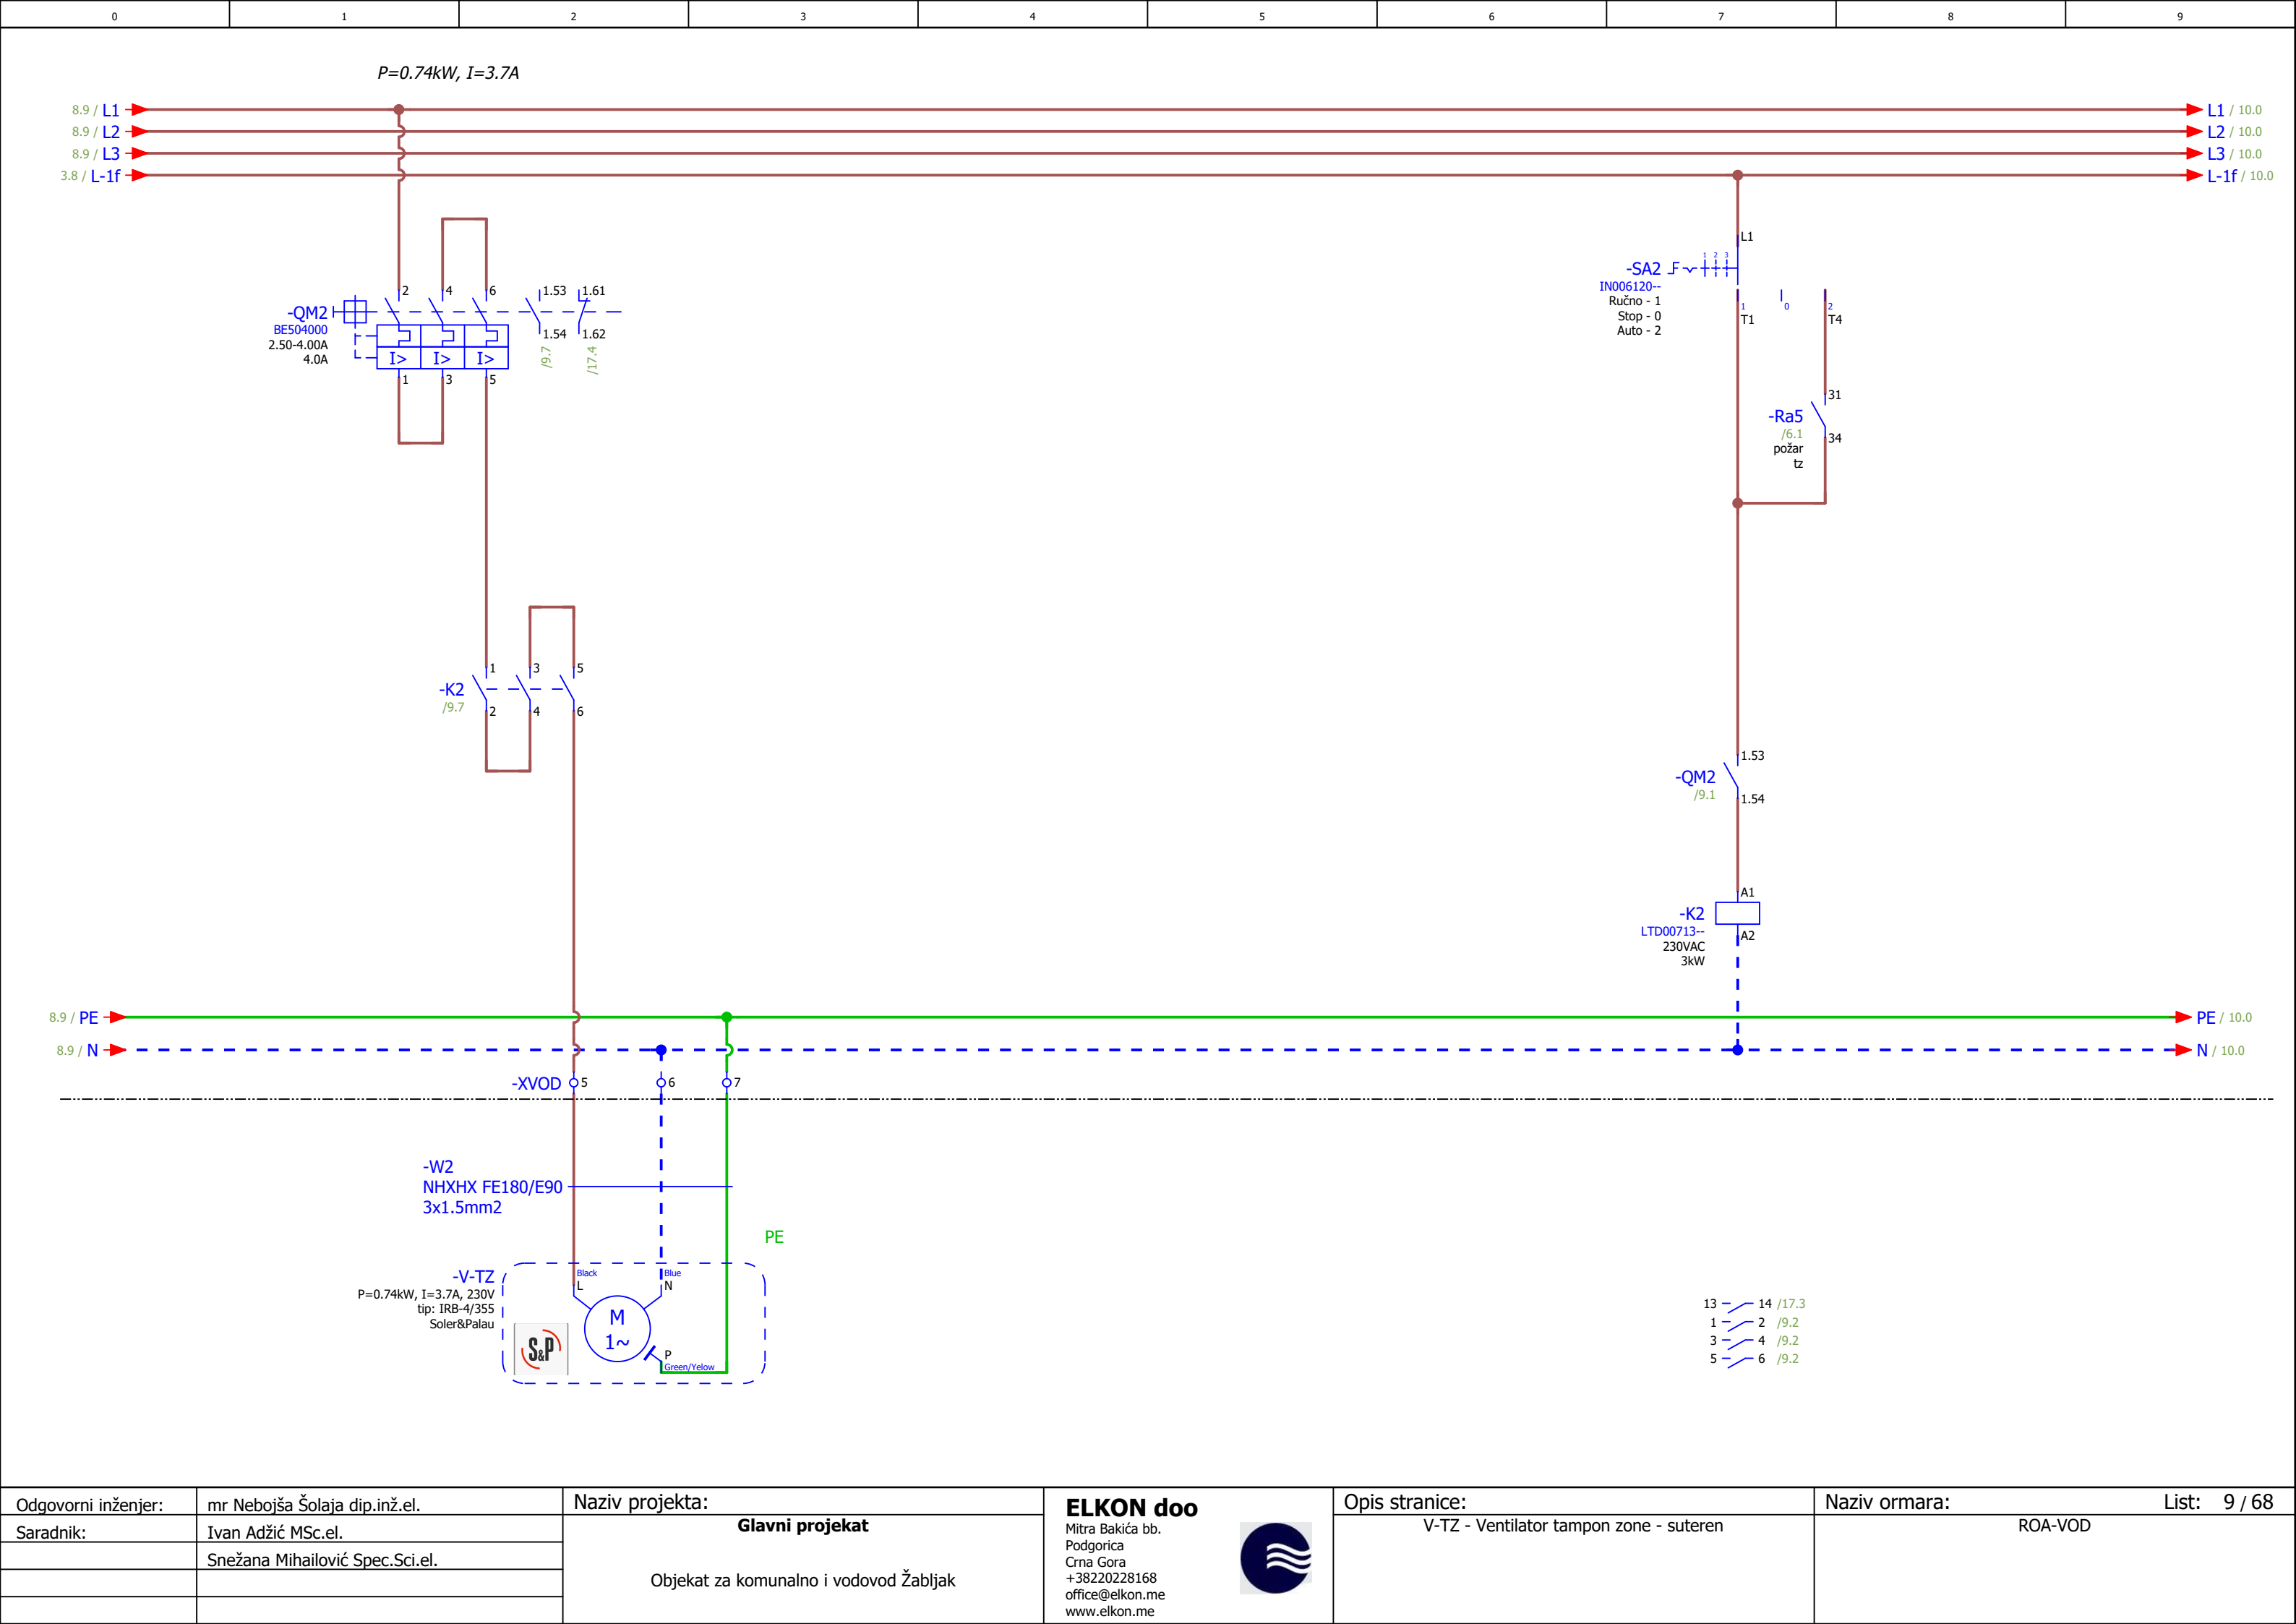 0 1 2 3 4 5 6 7 8 9
P=0.74kW, I=3.7A
8.9 / L1
L1 / 10.0
8.9 / L2
L2 / 10.0
8.9 / L3
L3 / 10.0
3.8 / L-1f
L-1f / 10.0
-QM2
BE504000
2.50-4.00A
4.0A
2 4 6
1.53 1.61
1.54 1.62
/9.7 /17.4
I> I> I>
1 3 5
L1
-SA2
1 2 3
IN006120--
Ručno - 1
Stop - 0
Auto - 2
1 0 2
T1 T4
31
-Ra5
/6.1
34
požar
tz
-K2
/9.7
1 3 5
2 4 6
1.53
-QM2
/9.1
1.54
A1
-K2
LTD00713--
A2
230VAC
3kW
8.9 / PE
PE / 10.0
8.9 / N
N / 10.0
-XVOD 5 6 7
-W2
NHXHX FE180/E90
3x1.5mm2
PE
-V-TZ
P=0.74kW, I=3.7A, 230V
tip: IRB-4/355
Soler&Palau
Black Blue
L N
M
1~
S&P
P
Green/Yelow
13 14 /17.3
1 2 /9.2
3 4 /9.2
5 6 /9.2
Odgovorni inženjer: mr Nebojša Šolaja dip.inž.el.
Saradnik: Ivan Adžić MSc.el.
Snežana Mihailović Spec.Sci.el.
Naziv projekta:
Glavni projekat
Objekat za komunalno i vodovod Žabljak
ELKON doo
Mitra Bakića bb.
Podgorica
Crna Gora
+38220228168
office@elkon.me
www.elkon.me
Opis stranice:
V-TZ - Ventilator tampon zone - suteren
Naziv ormara:
List: 9 / 68
ROA-VOD